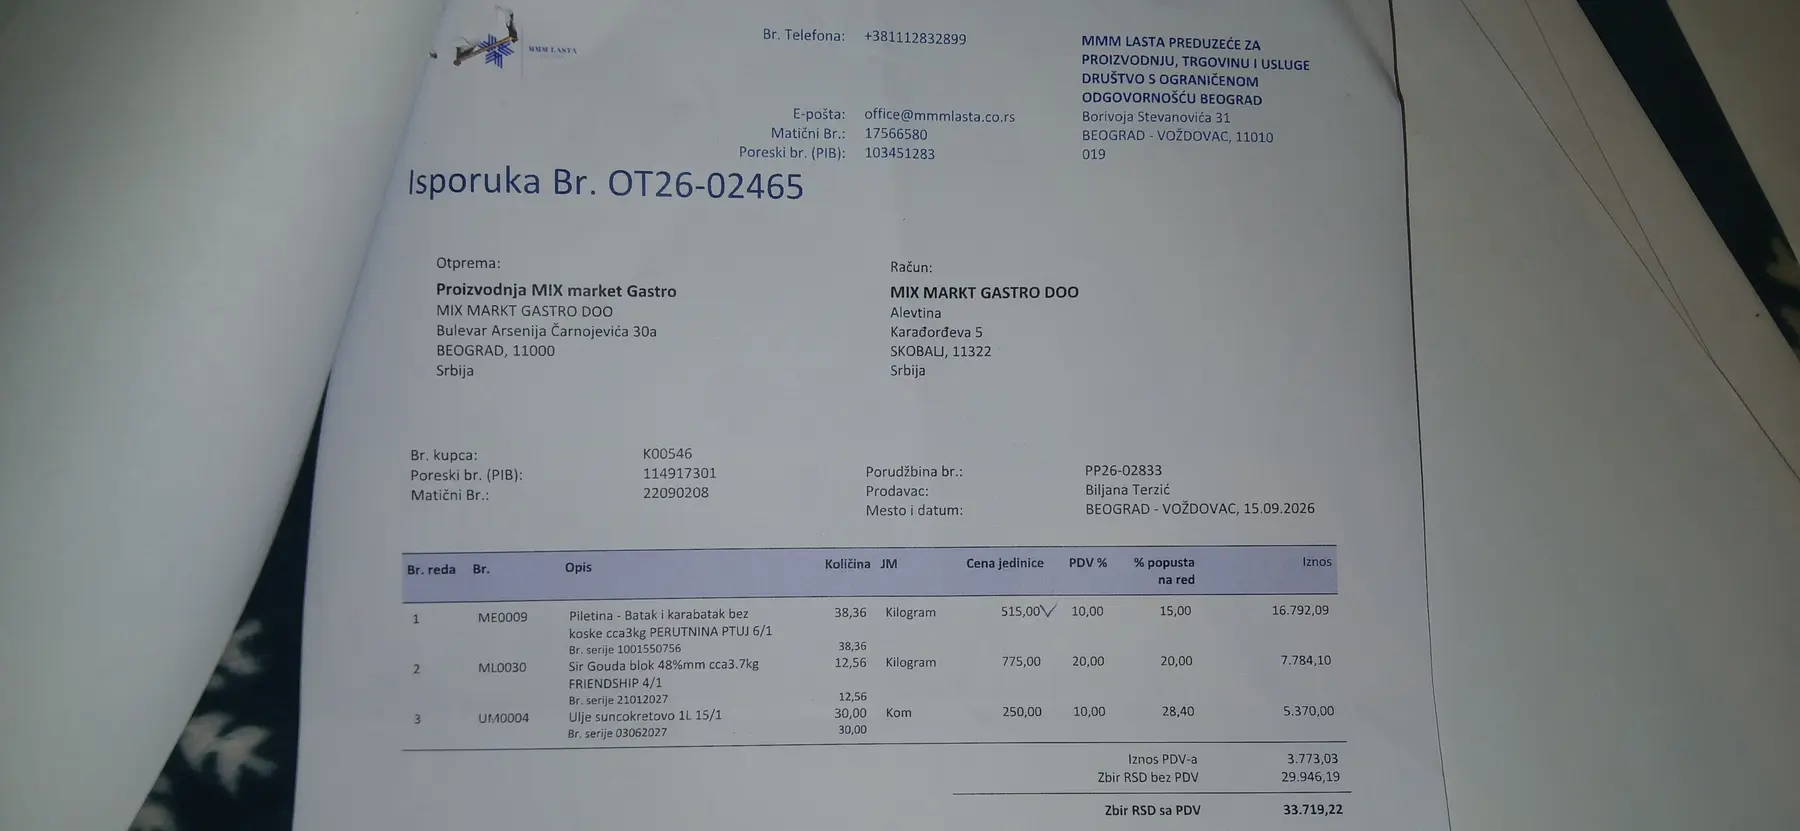 MMM LASTA
Br. Telefona: +381112832899
E-pošta: office@mmmlasta.co.rs
Matični Br.: 17566580
Poreski br. (PIB): 103451283
MMM LASTA PREDUZEĆE ZA
PROIZVODNJU, TRGOVINU I USLUGE
DRUŠTVO S OGRANIČENOM
ODGOVORNOŠĆU BEOGRAD
Borivoja Stevanovića 31
BEOGRAD - VOŽDOVAC, 11010
019
Isporuka Br. OT26-02465
Otprema:
Proizvodnja MIX market Gastro
MIX MARKT GASTRO DOO
Bulevar Arsenija Čarnojevića 30a
BEOGRAD, 11000
Srbija
Račun:
MIX MARKT GASTRO DOO
Alevtina
Karađorđeva 5
SKOBALJ, 11322
Srbija
Br. kupca: K00546
Poreski br. (PIB): 114917301
Matični Br.: 22090208
Porudžbina br.: PP26-02833
Prodavac: Biljana Terzić
Mesto i datum: BEOGRAD - VOŽDOVAC, 15.09.2026
Br. reda Br. Opis Količina JM Cena jedinice PDV % % popusta Iznos
na red
1 ME0009 Piletina - Batak i karabatak bez 38,36 Kilogram 515,00 10,00 15,00 16.792,09
koske cca3kg PERUTNINA PTUJ 6/1
Br. serije 1001550756 38,36
2 ML0030 Sir Gouda blok 48%mm cca3.7kg 12,56 Kilogram 775,00 20,00 20,00 7.784,10
FRIENDSHIP 4/1
Br. serije 21012027 12,56
3 UM0004 Ulje suncokretovo 1L 15/1 30,00 Kom 250,00 10,00 28,40 5.370,00
Br. serije 03062027 30,00
Iznos PDV-a 3.773,03
Zbir RSD bez PDV 29.946,19
Zbir RSD sa PDV 33.719,22